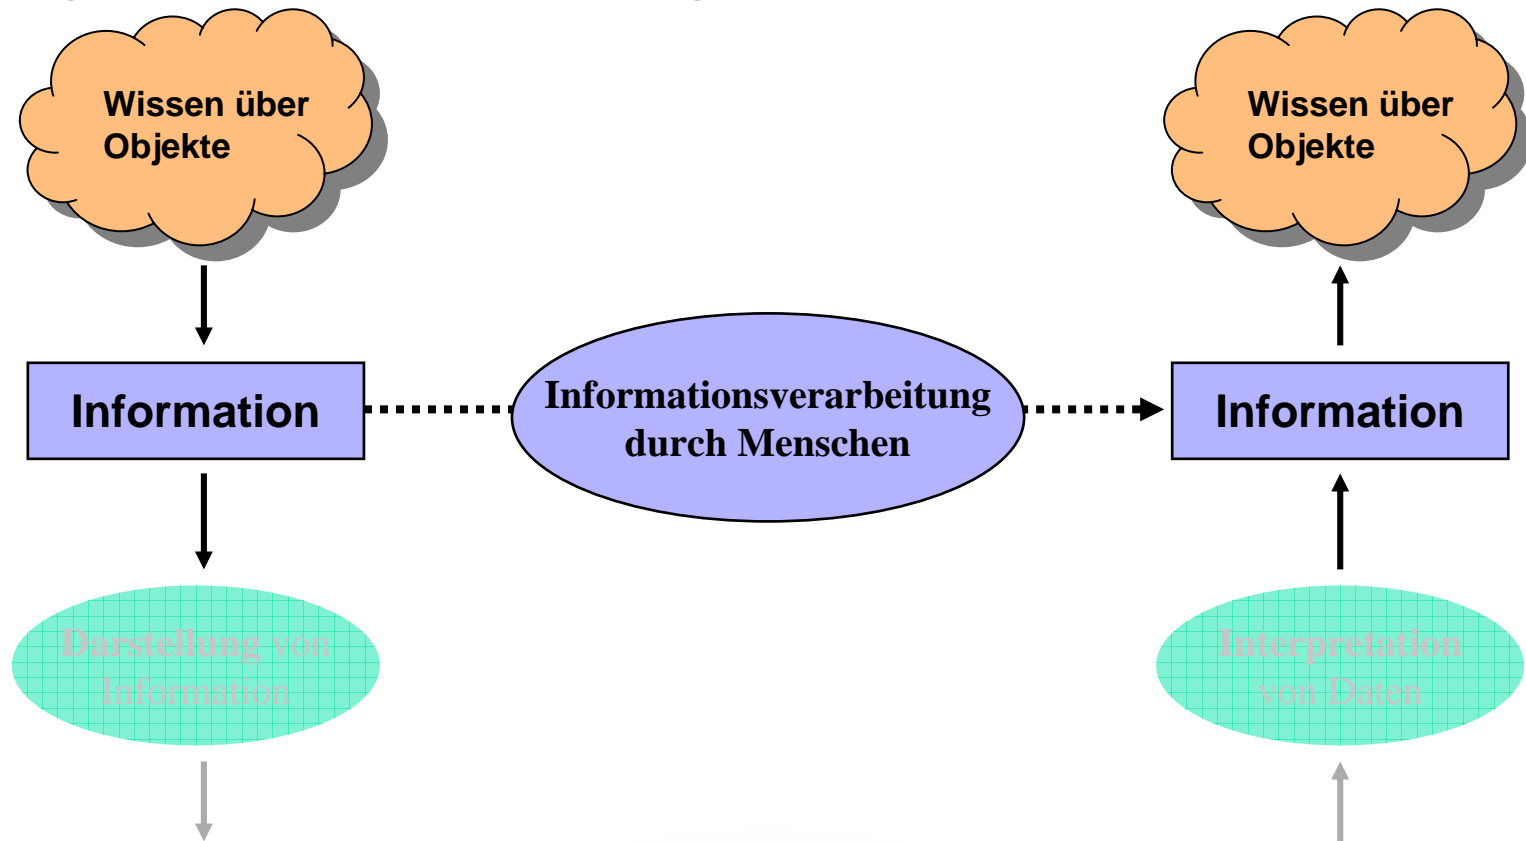 Wissen über
Objekte
Wissen über
Objekte
Information
Informationsverarbeitung
durch Menschen
Information
Darstellung von
Information
Interpretation
von Daten